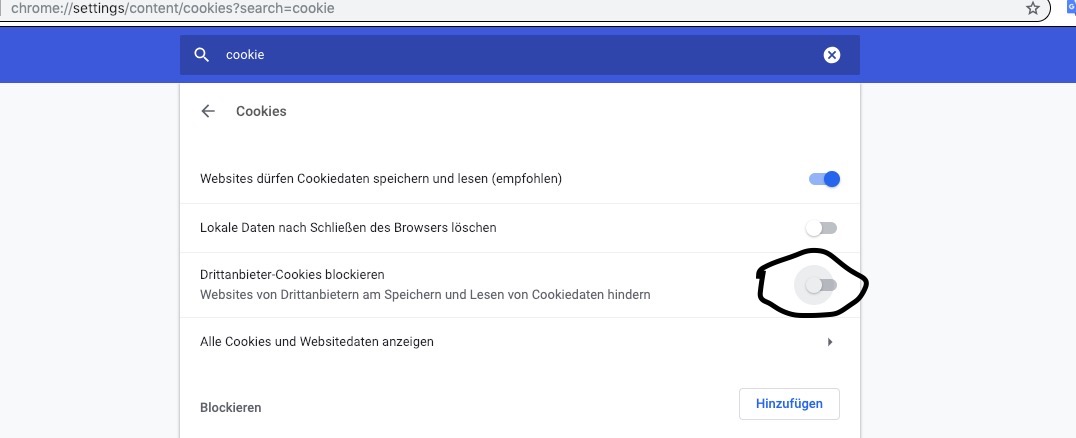 chrome://settings/content/cookies?search=cookie
cookie
Cookies
Websites dürfen Cookiedaten speichern und lesen (empfohlen)
Lokale Daten nach Schließen des Browsers löschen
Drittanbieter-Cookies blockieren
Websites von Drittanbietern am Speichern und Lesen von Cookiedaten hindern
Alle Cookies und Websitedaten anzeigen
Blockieren
Hinzufügen